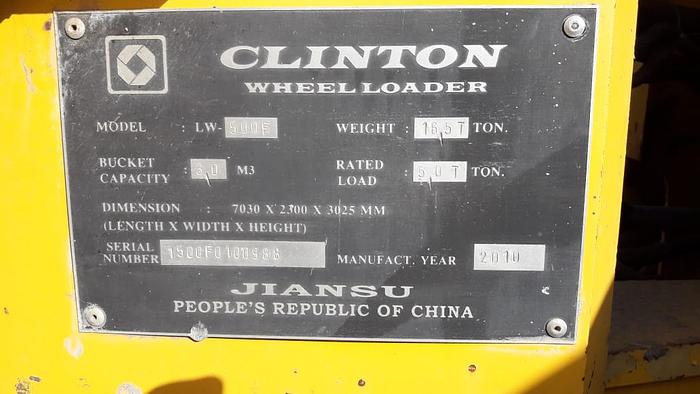 CLINTON
WHEEL LOADER
MODEL : LW-500F WEIGHT : 16.5T TON.
BUCKET CAPACITY : 3.0 M3 RATED LOAD : 5.0T TON.
DIMENSION : 7030 X 2300 X 3025 MM
(LENGTH X WIDTH X HEIGHT)
SERIAL NUMBER MANUFACT. YEAR 2010
JIANSU
PEOPLE'S REPUBLIC OF CHINA